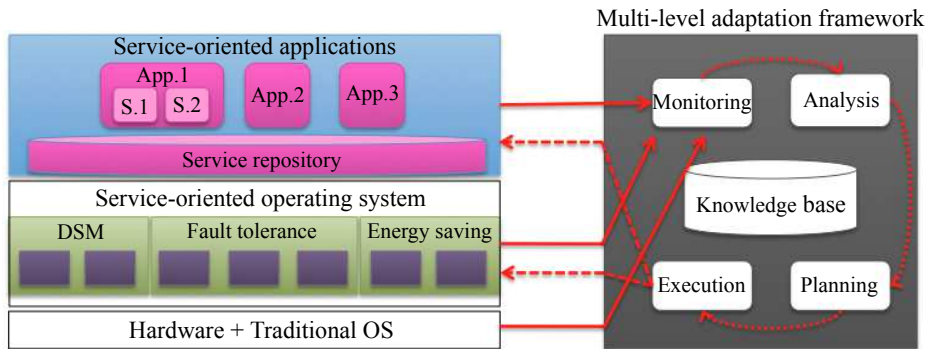 Multi-level adaptation framework
Service-oriented applications
App.1
S.1
S.2
App.2
App.3
Service repository
Service-oriented operating system
DSM
Fault tolerance
Energy saving
Hardware + Traditional OS
Monitoring
Analysis
Knowledge base
Execution
Planning